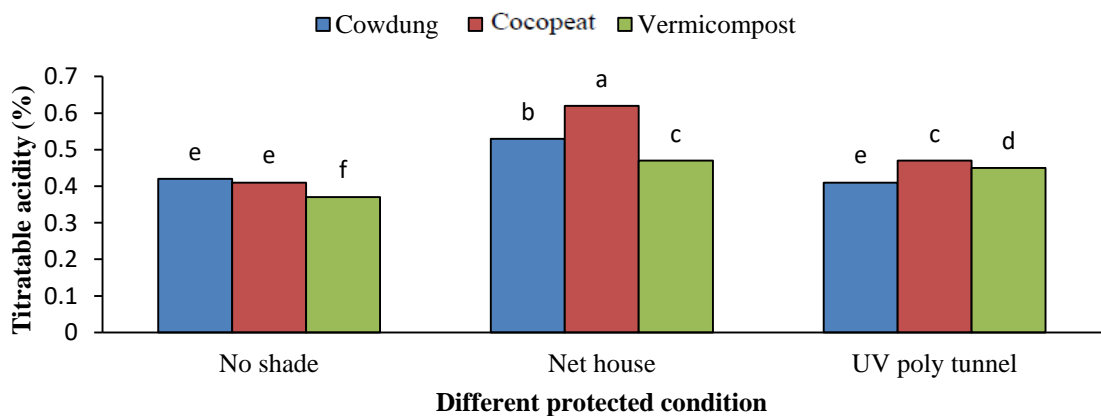 Cowdung Cocopeat Vermicompost
Titratable acidity (%)
0.7
0.6
0.5
0.4
0.3
0.2
0.1
0
e e f
b a c
e c d
No shade Net house UV poly tunnel
Different protected condition